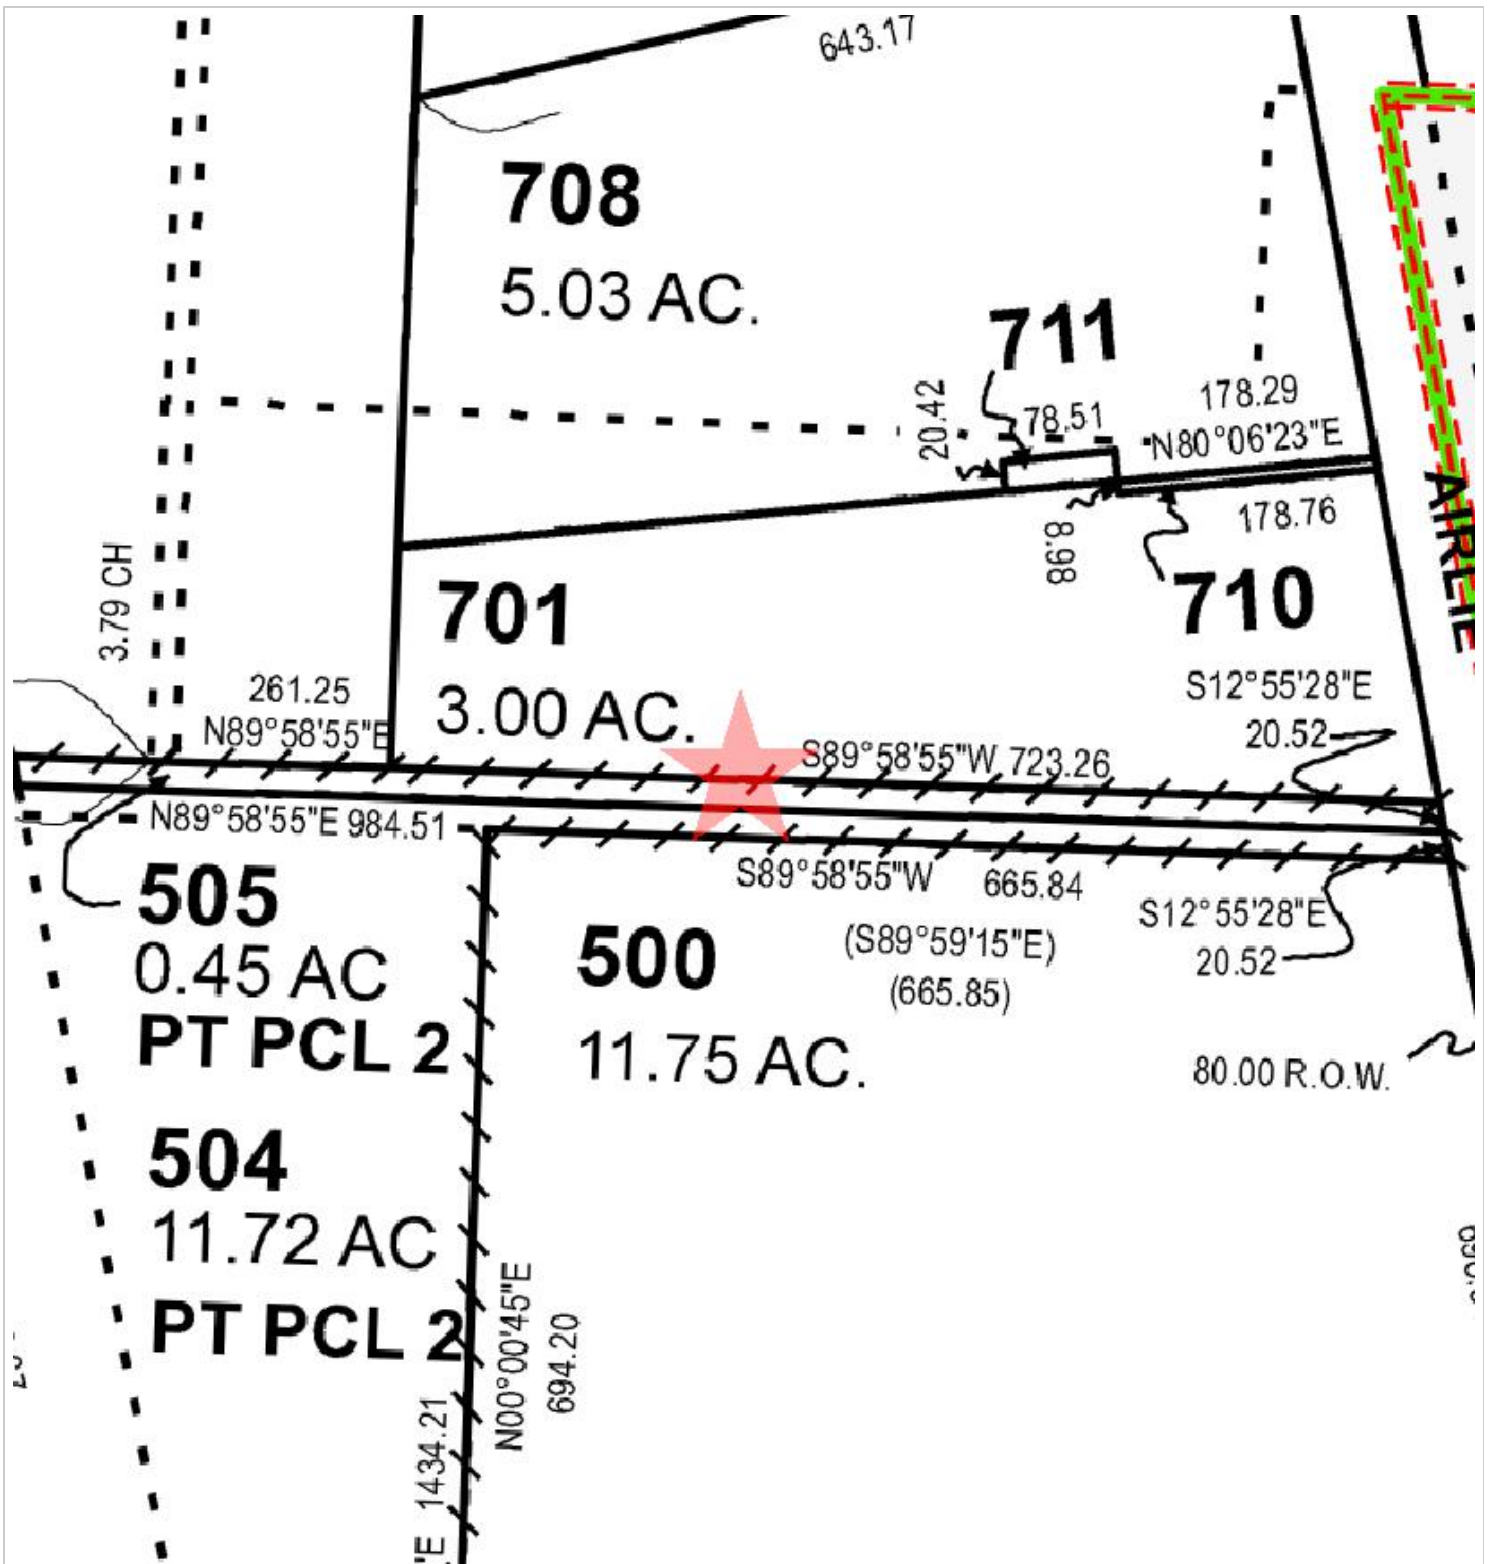 643.17
708
5.03 AC.
711
20.42
78.51
178.29
N80°06'23"E
178.76
8.98
710
AIRLIE
3.79 CH
701
3.00 AC.
261.25
N89°58'55"E
S12°55'28"E
20.52
S89°58'55"W 723.26
N89°58'55"E 984.51
S89°58'55"W 665.84
505
0.45 AC
PT PCL 2
500
11.75 AC.
(S89°59'15"E)
(665.85)
S12°55'28"E
20.52
80.00 R.O.W.
504
11.72 AC
PT PCL 2
N00°00'45"E
694.20
"E 1434.21